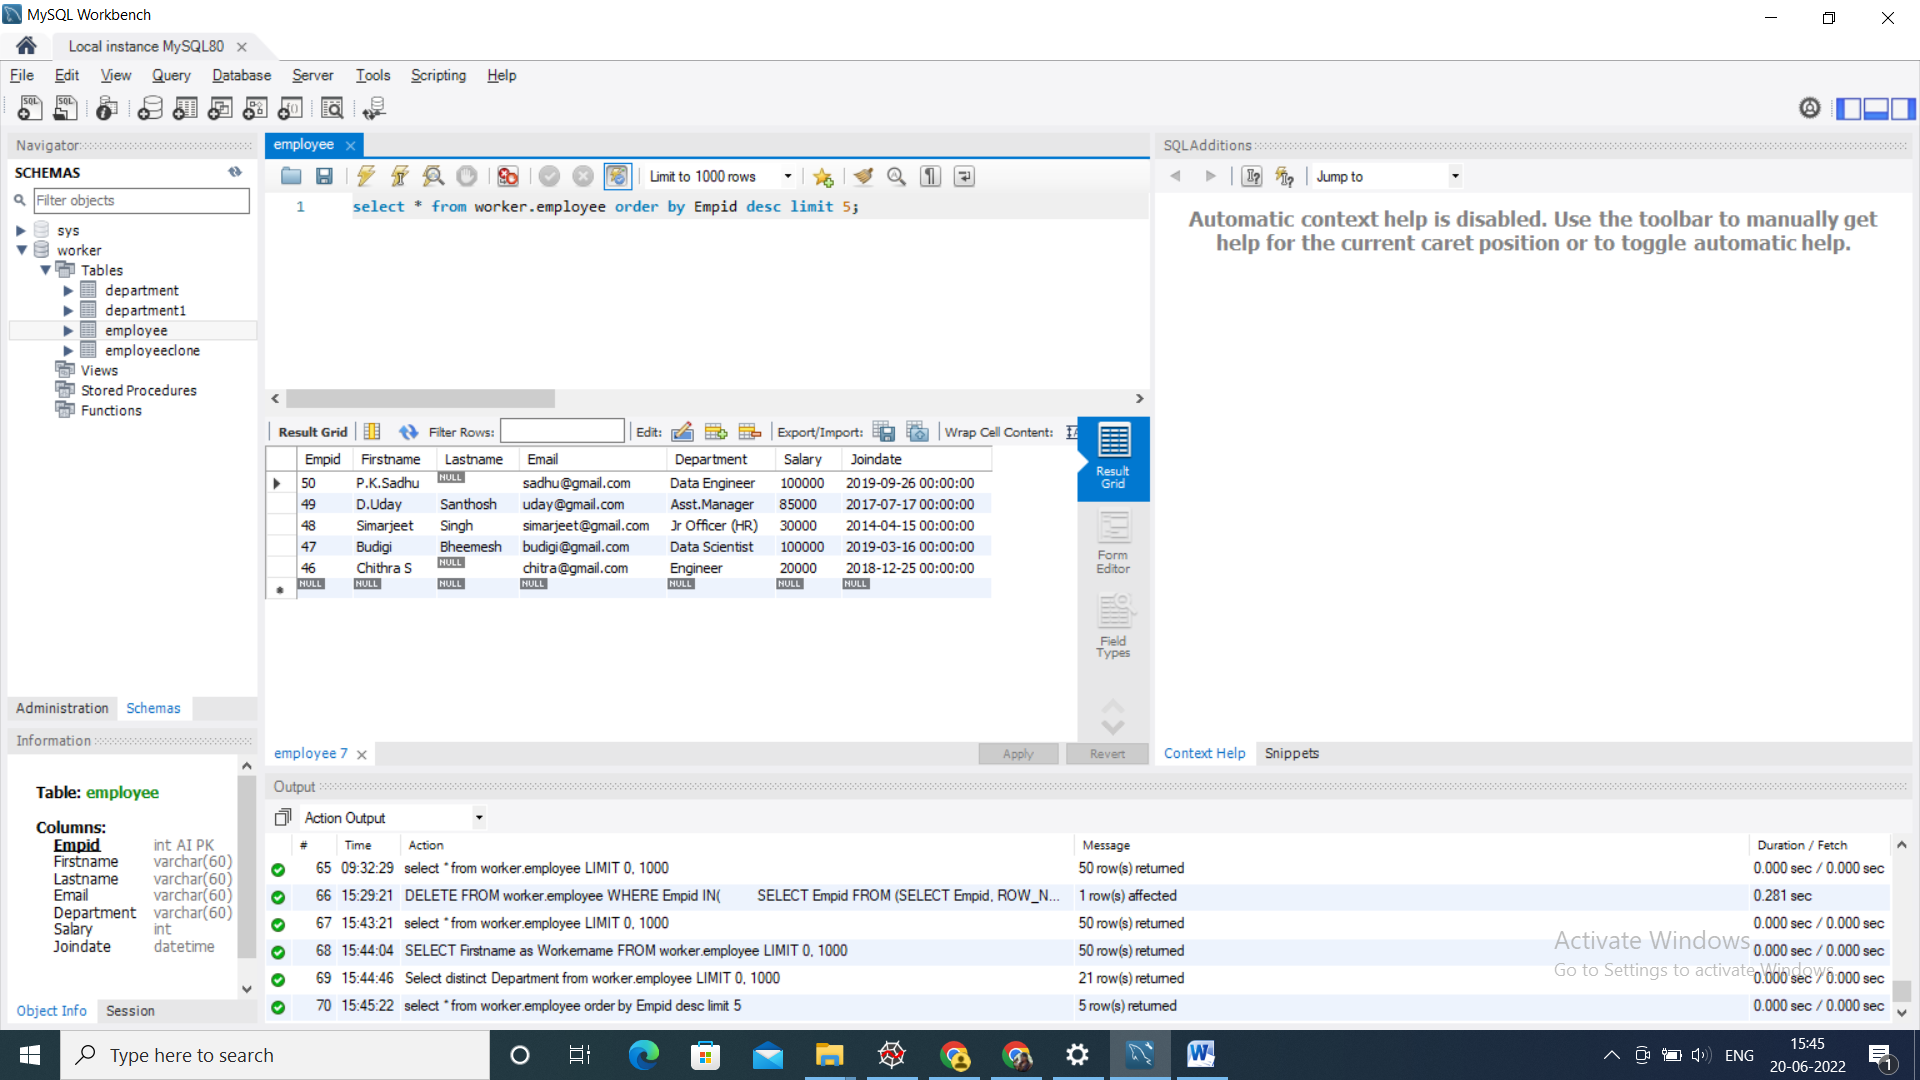 MySQL Workbench
Local instance MySQL80
File Edit View Query Database Server Tools Scripting Help
Navigator
SCHEMAS
Filter objects
sys
worker
Tables
department
department1
employee
employeeclone
Views
Stored Procedures
Functions
Administration Schemas
Information
Table: employee
Columns:
Empid int AI PK
Firstname varchar(60)
Lastname varchar(60)
Email varchar(60)
Department varchar(60)
Salary int
Joindate datetime
Object Info Session
employee
Limit to 1000 rows
1 select * from worker.employee order by Empid desc limit 5;
Result Grid Filter Rows: Edit: Export/Import: Wrap Cell Content:
Empid Firstname Lastname Email Department Salary Joindate
50 P.K.Sadhu NULL sadhu@gmail.com Data Engineer 100000 2019-09-26 00:00:00
49 D.Uday Santhosh uday@gmail.com Asst.Manager 85000 2017-07-17 00:00:00
48 Simarjeet Singh simarjeet@gmail.com Jr Officer (HR) 30000 2014-04-15 00:00:00
47 Budigi Bheemesh budigi@gmail.com Data Scientist 100000 2019-03-16 00:00:00
46 Chithra S NULL chitra@gmail.com Engineer 20000 2018-12-25 00:00:00
NULL NULL NULL NULL NULL NULL NULL
Result
Grid
Form
Editor
Field
Types
employee 7
Apply Revert
SQLAdditions
Jump to
Automatic context help is disabled. Use the toolbar to manually get
help for the current caret position or to toggle automatic help.
Context Help Snippets
Output
Action Output
# Time Action Message Duration / Fetch
65 09:32:29 select * from worker.employee LIMIT 0, 1000 50 row(s) returned 0.000 sec / 0.000 sec
66 15:29:21 DELETE FROM worker.employee WHERE Empid IN( SELECT Empid FROM (SELECT Empid, ROW_N... 1 row(s) affected 0.281 sec
67 15:43:21 select * from worker.employee LIMIT 0, 1000 50 row(s) returned 0.000 sec / 0.000 sec
68 15:44:04 SELECT Firstname as Workername FROM worker.employee LIMIT 0, 1000 50 row(s) returned 0.000 sec / 0.000 sec
69 15:44:46 Select distinct Department from worker.employee LIMIT 0, 1000 21 row(s) returned 0.000 sec / 0.000 sec
70 15:45:22 select * from worker.employee order by Empid desc limit 5 5 row(s) returned 0.000 sec / 0.000 sec
Activate Windows
Go to Settings to activate Windows.
Type here to search
ENG
15:45
20-06-2022
1